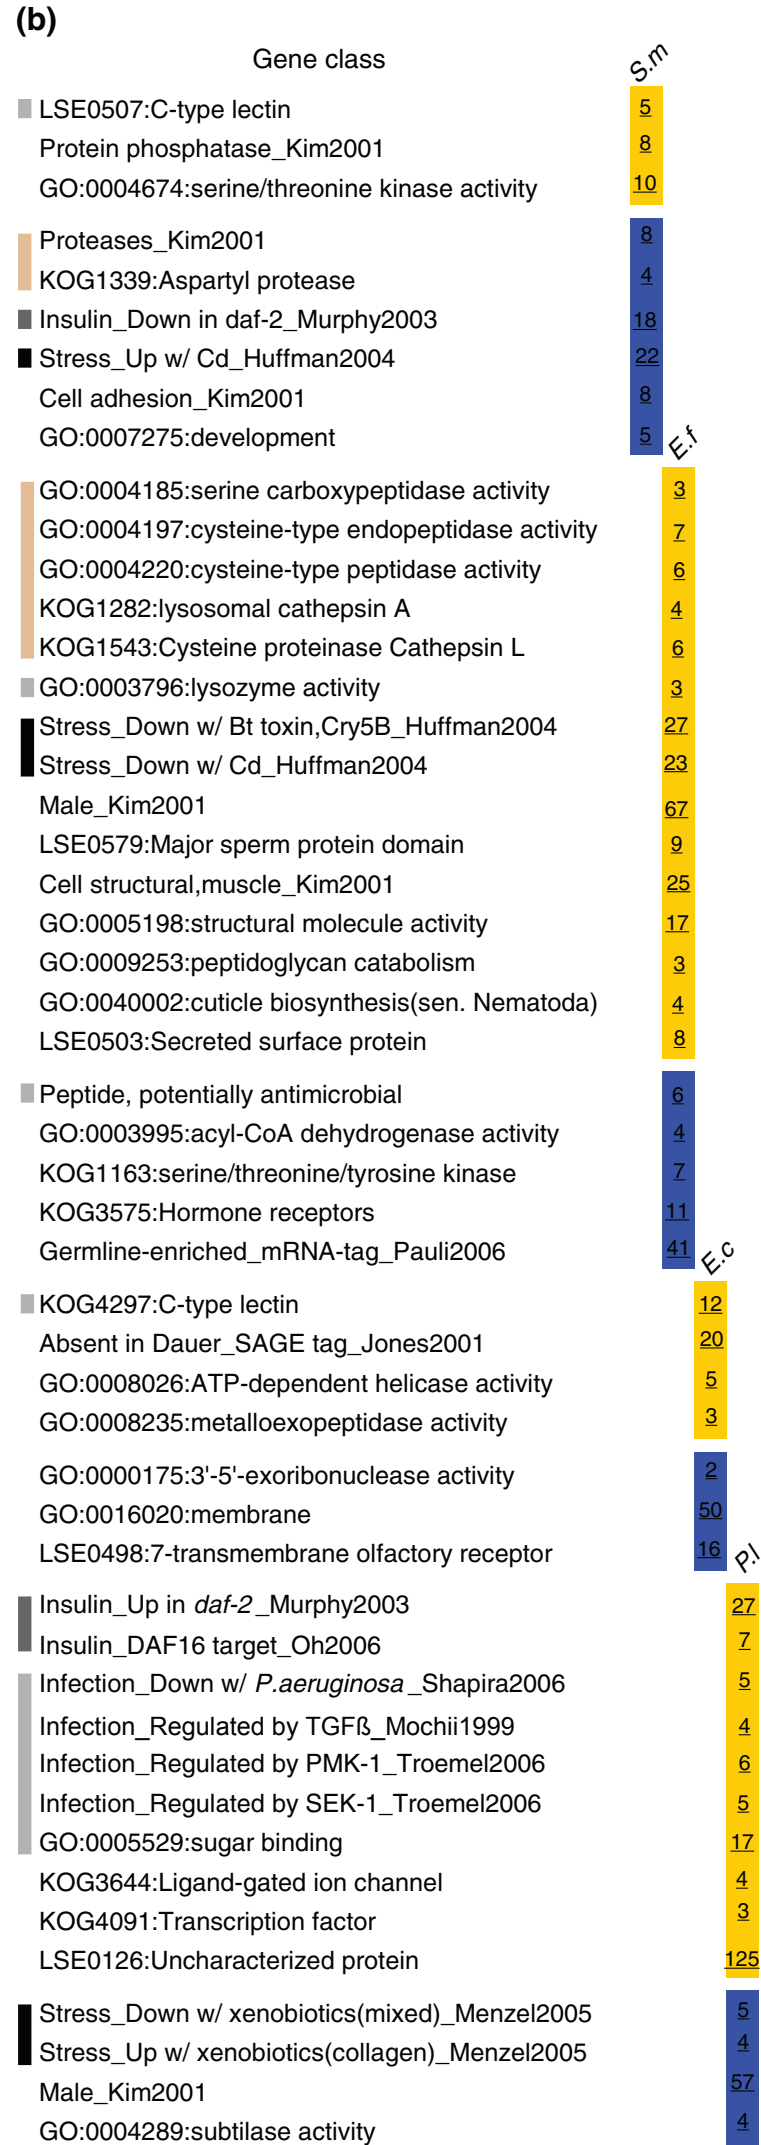 (b)
Gene class S.m
LSE0507:C-type lectin 5
Protein phosphatase_Kim2001 8
GO:0004674:serine/threonine kinase activity 10
Proteases_Kim2001 8
KOG1339:Aspartyl protease 4
Insulin_Down in daf-2_Murphy2003 18
Stress_Up w/ Cd_Huffman2004 22
Cell adhesion_Kim2001 8
GO:0007275:development 5
E.f
GO:0004185:serine carboxypeptidase activity 3
GO:0004197:cysteine-type endopeptidase activity 7
GO:0004220:cysteine-type peptidase activity 6
KOG1282:lysosomal cathepsin A 4
KOG1543:Cysteine proteinase Cathepsin L 6
GO:0003796:lysozyme activity 3
Stress_Down w/ Bt toxin,Cry5B_Huffman2004 27
Stress_Down w/ Cd_Huffman2004 23
Male_Kim2001 67
LSE0579:Major sperm protein domain 9
Cell structural,muscle_Kim2001 25
GO:0005198:structural molecule activity 17
GO:0009253:peptidoglycan catabolism 3
GO:0040002:cuticle biosynthesis(sen. Nematoda) 4
LSE0503:Secreted surface protein 8
Peptide, potentially antimicrobial 6
GO:0003995:acyl-CoA dehydrogenase activity 4
KOG1163:serine/threonine/tyrosine kinase 7
KOG3575:Hormone receptors 11
Germline-enriched_mRNA-tag_Pauli2006 41
E.c
KOG4297:C-type lectin 12
Absent in Dauer_SAGE tag_Jones2001 20
GO:0008026:ATP-dependent helicase activity 5
GO:0008235:metalloexopeptidase activity 3
GO:0000175:3'-5'-exoribonuclease activity 2
GO:0016020:membrane 50
LSE0498:7-transmembrane olfactory receptor 16
P.l
Insulin_Up in daf-2_Murphy2003 27
Insulin_DAF16 target_Oh2006 7
Infection_Down w/ P.aeruginosa_Shapira2006 5
Infection_Regulated by TGFß_Mochii1999 4
Infection_Regulated by PMK-1_Troemel2006 6
Infection_Regulated by SEK-1_Troemel2006 5
GO:0005529:sugar binding 17
KOG3644:Ligand-gated ion channel 4
KOG4091:Transcription factor 3
LSE0126:Uncharacterized protein 125
Stress_Down w/ xenobiotics(mixed)_Menzel2005 5
Stress_Up w/ xenobiotics(collagen)_Menzel2005 4
Male_Kim2001 57
GO:0004289:subtilase activity 4